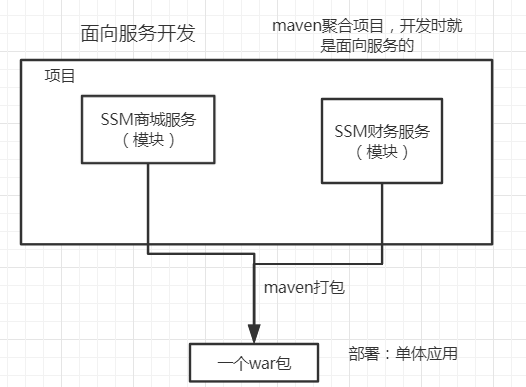 面向服务开发
maven聚合项目，开发时就
是面向服务的
项目
SSM商城服务
（模块）
SSM财务服务
（模块）
maven打包
一个war包
部署：单体应用